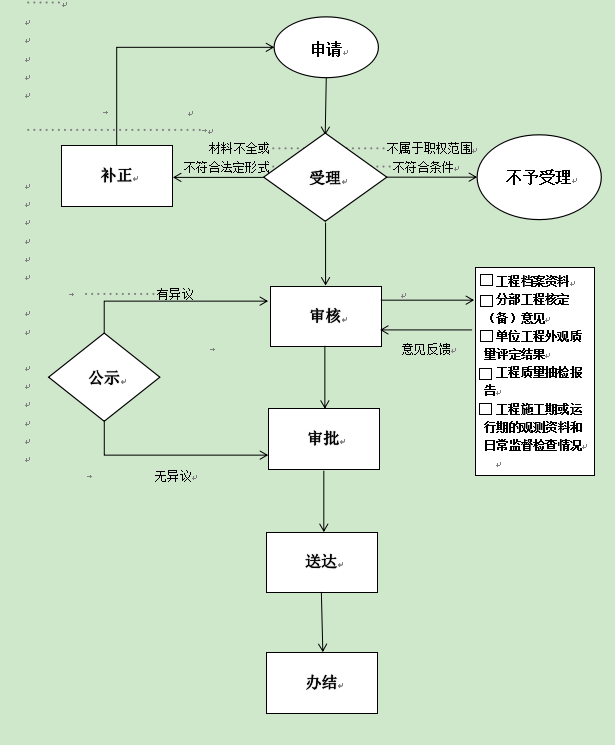 申请
材料不全或
不符合法定形式
不属于职权范围
不符合条件
补正
受理
不予受理
有异议
审核
意见反馈
工程档案资料
分部工程核定
（备）意见
单位工程外观质
量评定结果
工程质量抽检报
告
工程施工期或运
行期的观测资料和
日常监督检查情况
公示
无异议
审批
送达
办结